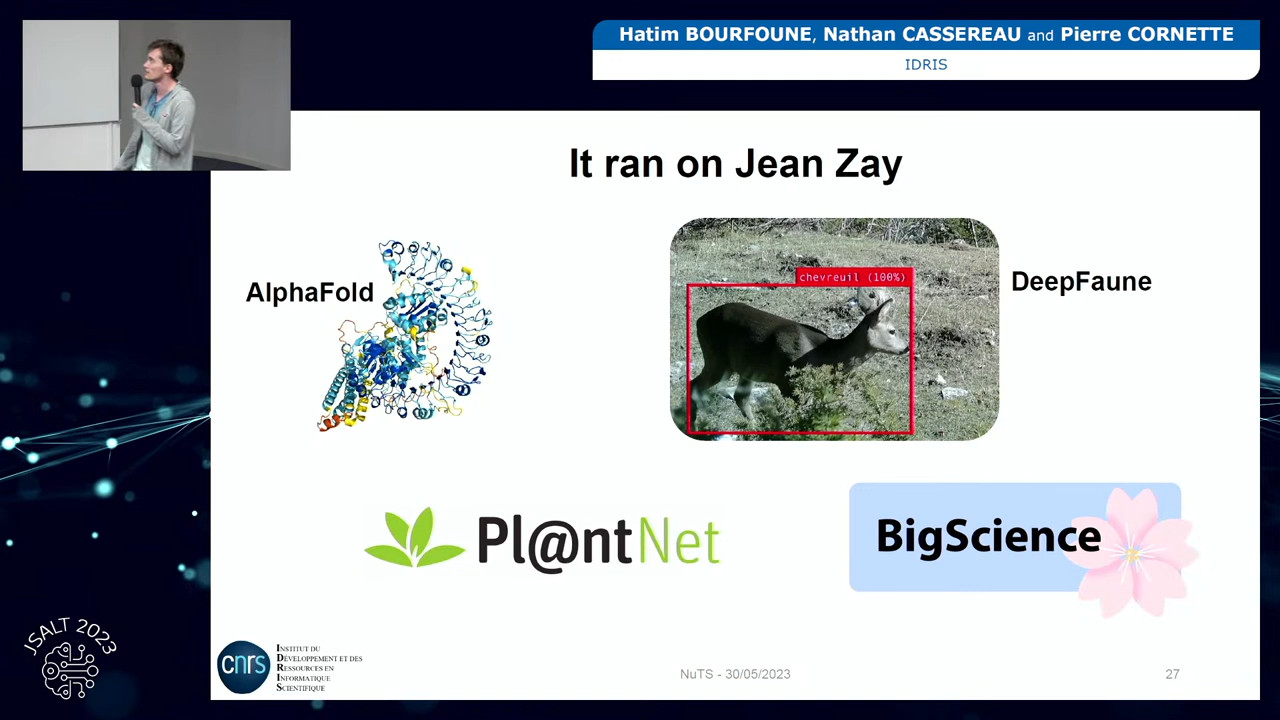 Hatim BOURFOUNE, Nathan CASSEREAU and Pierre CORNETTE
IDRIS
It ran on Jean Zay
AlphaFold
chevreuil (100%)
DeepFaune
Pl@ntNet
BigScience
JSALT 2023
cnrs
INSTITUT DU
DÉVELOPPEMENT ET DES
RESSOURCES EN
INFORMATIQUE
SCIENTIFIQUE
NuTS - 30/05/2023
27